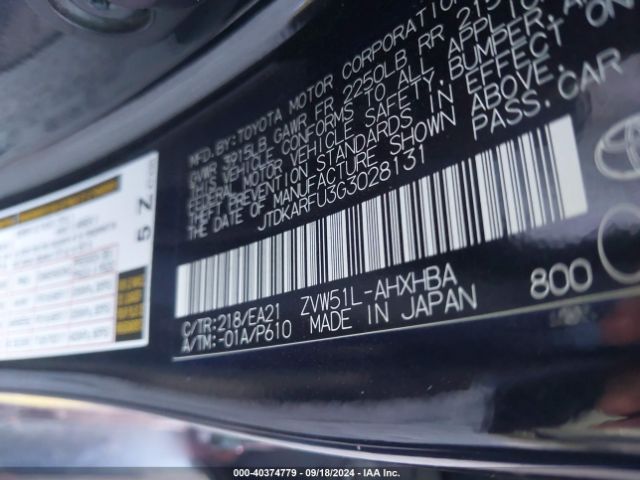 MFD.BY:TOYOTA MOTOR CORPORATION
GVWR 3915LB GAWR FR 2250LB RR 215
THIS VEHICLE CONFORMS TO ALL APPLIC
FEDERAL MOTOR VEHICLE SAFETY,BUMPER,A
THEFT PREVENTION STANDARDS IN EFFECT ON
THE DATE OF MANUFACTURE SHOWN ABOVE.
JTDKARFU3G3028131 PASS.CAR
C/TR:218/EA21 ZVW51L-AHXHBA 800
A/TM:-01A/P610 MADE IN JAPAN
5 Z
000-40374779 - 09/18/2024 - IAA Inc.